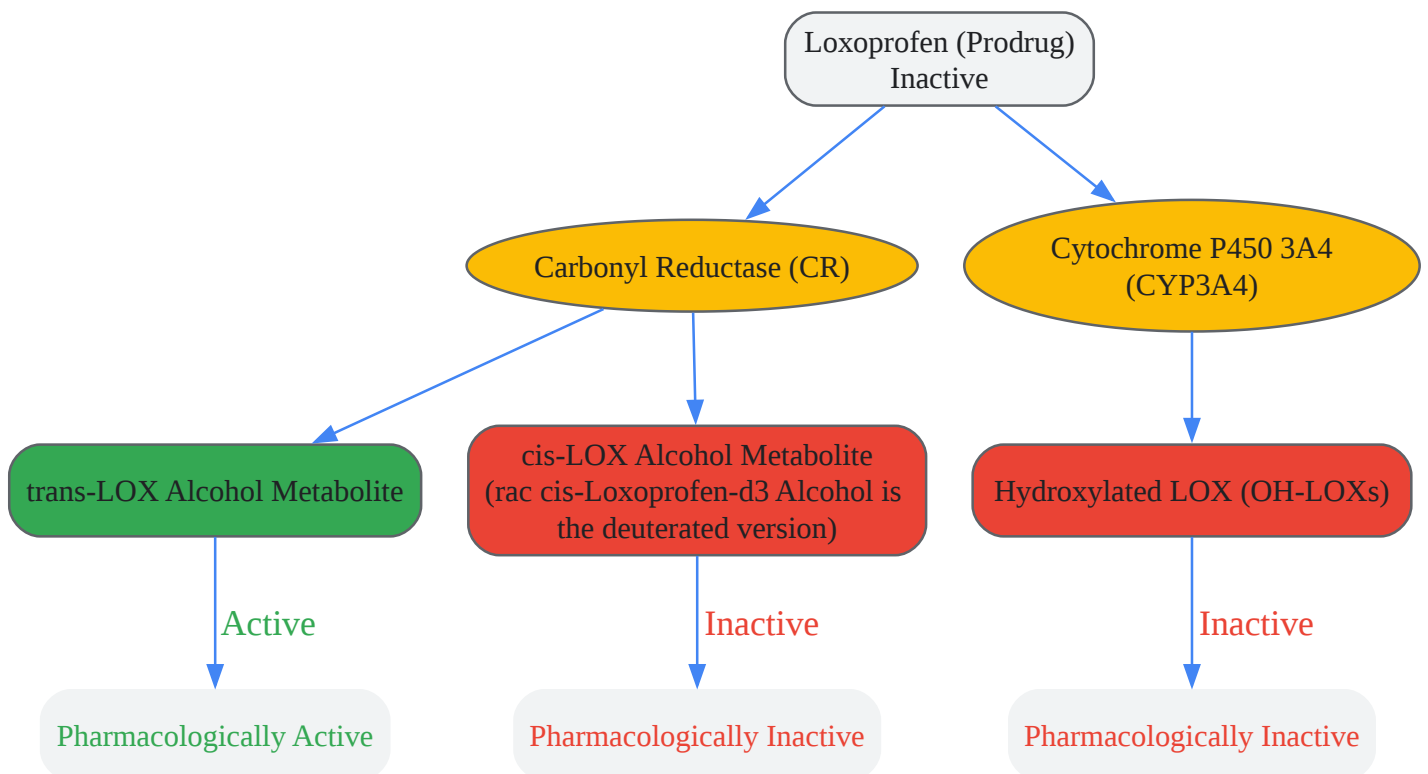 Loxoprofen (Prodrug)
Inactive
Carbonyl Reductase (CR)
Cytochrome P450 3A4
(CYP3A4)
trans-LOX Alcohol Metabolite
cis-LOX Alcohol Metabolite
(rac cis-Loxoprofen-d3 Alcohol is
the deuterated version)
Hydroxylated LOX (OH-LOXs)
Active
Inactive
Inactive
Pharmacologically Active
Pharmacologically Inactive
Pharmacologically Inactive